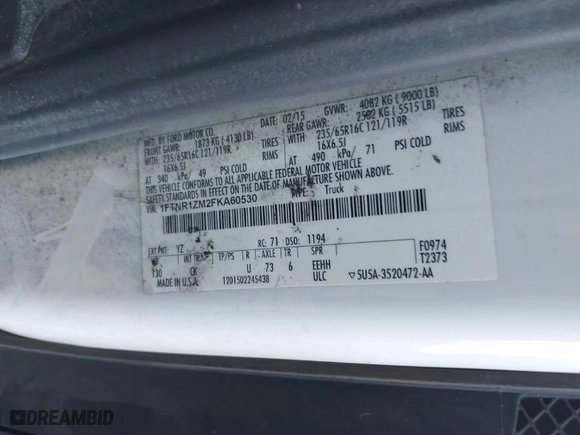 MFD. BY FORD MOTOR CO.
DATE: 02/15 GVWR: 4082 KG ( 9000 LB)
FRONT GAWR: 1873 KG ( 4130 LB) REAR GAWR: 2502 KG ( 5515 LB)
WITH 235/65R16C 121/119R TIRES WITH 235/65R16C 121/119R TIRES
16X6.5J RIMS 16X6.5J RIMS
AT 340 kPa/ 49 PSI COLD AT 490 kPa/ 71 PSI COLD
THIS VEHICLE CONFORMS TO ALL APPLICABLE FEDERAL MOTOR VEHICLE
SAFETY STANDARDS IN EFFECT ON THE DATE OF MANUFACTURE SHOWN ABOVE.
VIN: 1FTNR1ZM2FKA60530
TYPE: Truck
EXT PNT: YZ RC: 71 DSO: 1194 F0974
INT TR TP/PS R AXLE TR SPR T2373
130 CK U 73 6 EEHH
MADE IN U.S.A. 1201502245438 ULC 5U5A-3520472-AA
DREAMBID